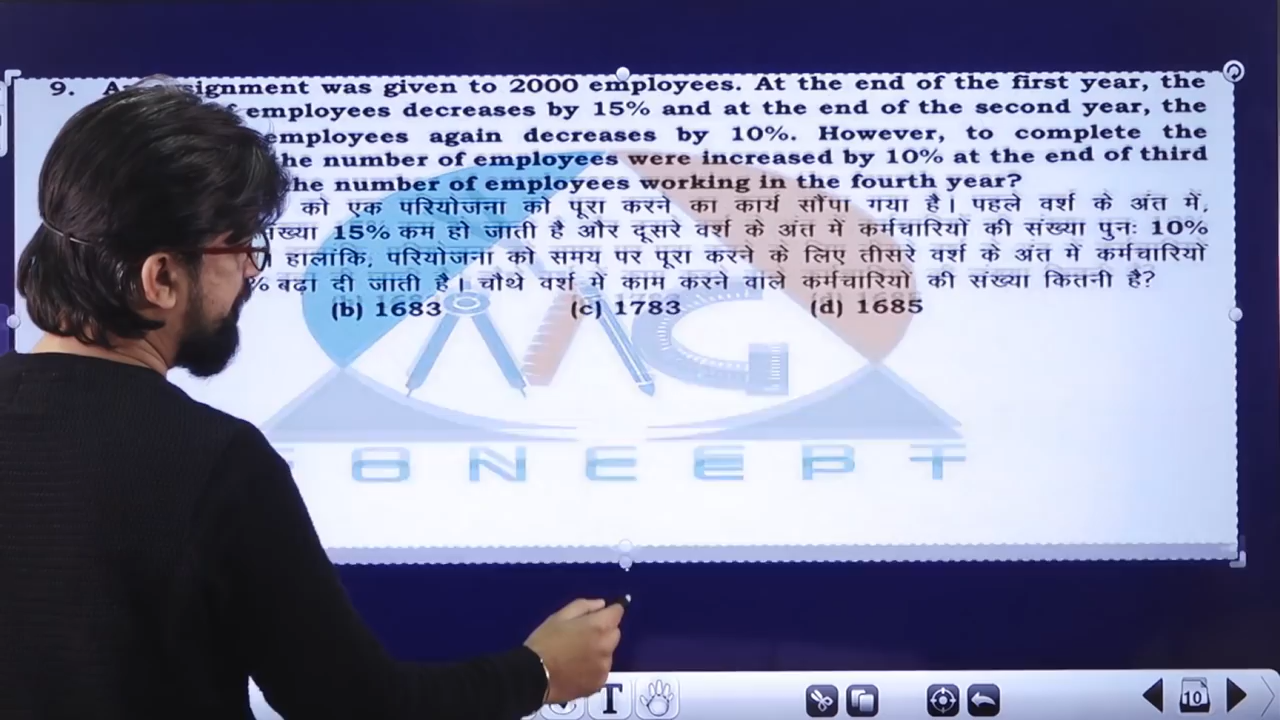 9. signment was given to 2000 employees. At the end of the first year, the
employees decreases by 15% and at the end of the second year, the
employees again decreases by 10%. However, to complete the
he number of employees were increased by 10% at the end of third
he number of employees working in the fourth year?
को एक परियोजना को पूरा करने का कार्य सौंपा गया है। पहले वर्श के अंत में,
ख्या 15% कम हो जाती है और दूसरे वर्श के अंत में कर्मचारियों की संख्या पुनः 10%
हालांकि, परियोजना को समय पर पूरा करने के लिए तीसरे वर्श के अंत में कर्मचारियों
% बढ़ा दी जाती है। चौथे वर्श में काम करने वाले कर्मचारियो की संख्या कितनी है?
(b) 1683 (c) 1783 (d) 1685
ONCEPT
T
10